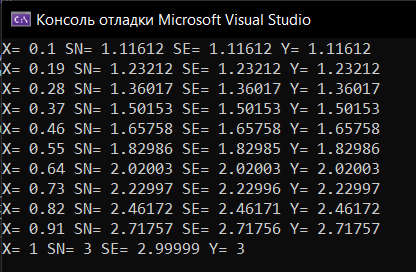 Консоль отладки Microsoft Visual Studio
X= 0.1 SN= 1.11612 SE= 1.11612 Y= 1.11612
X= 0.19 SN= 1.23212 SE= 1.23212 Y= 1.23212
X= 0.28 SN= 1.36017 SE= 1.36017 Y= 1.36017
X= 0.37 SN= 1.50153 SE= 1.50153 Y= 1.50153
X= 0.46 SN= 1.65758 SE= 1.65758 Y= 1.65758
X= 0.55 SN= 1.82986 SE= 1.82985 Y= 1.82986
X= 0.64 SN= 2.02003 SE= 2.02003 Y= 2.02003
X= 0.73 SN= 2.22997 SE= 2.22996 Y= 2.22997
X= 0.82 SN= 2.46172 SE= 2.46171 Y= 2.46172
X= 0.91 SN= 2.71757 SE= 2.71756 Y= 2.71757
X= 1 SN= 3 SE= 2.99999 Y= 3